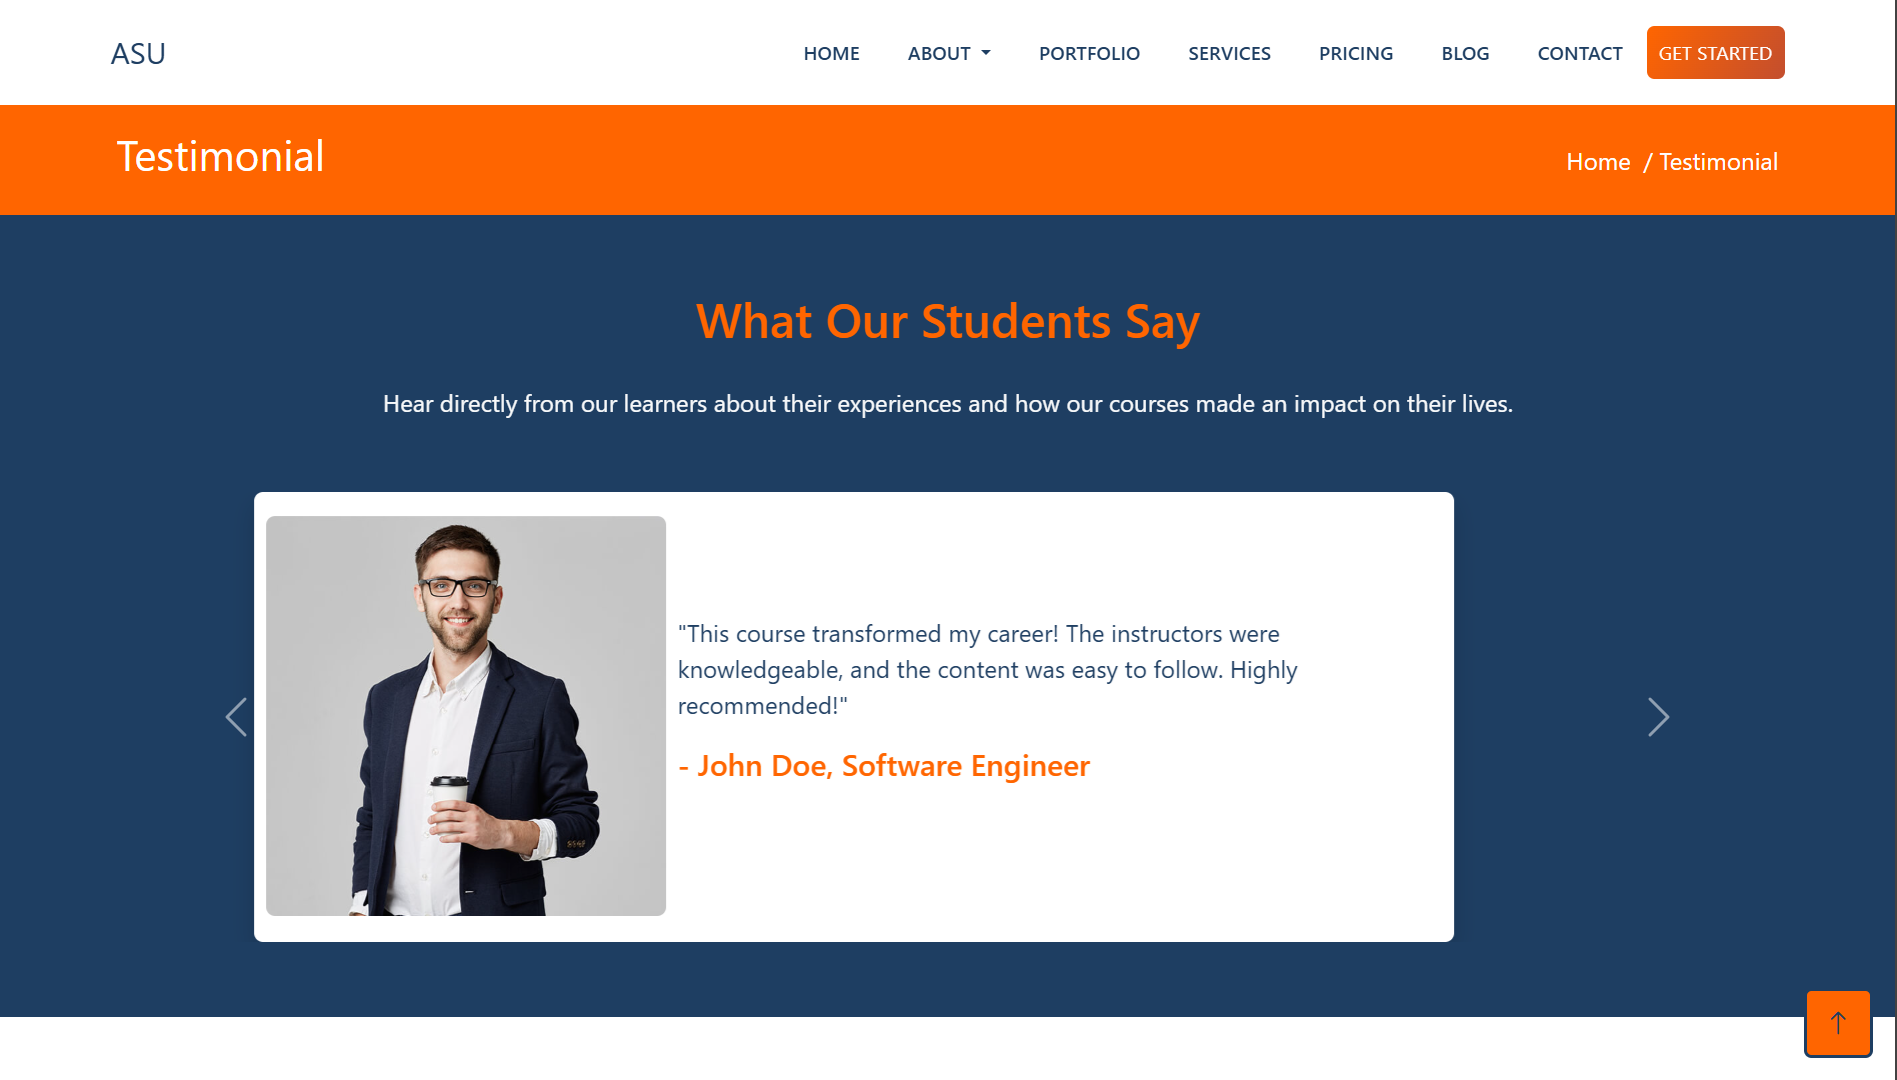 ASU
HOME ABOUT PORTFOLIO SERVICES PRICING BLOG CONTACT GET STARTED
Testimonial
Home / Testimonial
What Our Students Say
Hear directly from our learners about their experiences and how our courses made an impact on their lives.
"This course transformed my career! The instructors were
knowledgeable, and the content was easy to follow. Highly
recommended!"
- John Doe, Software Engineer